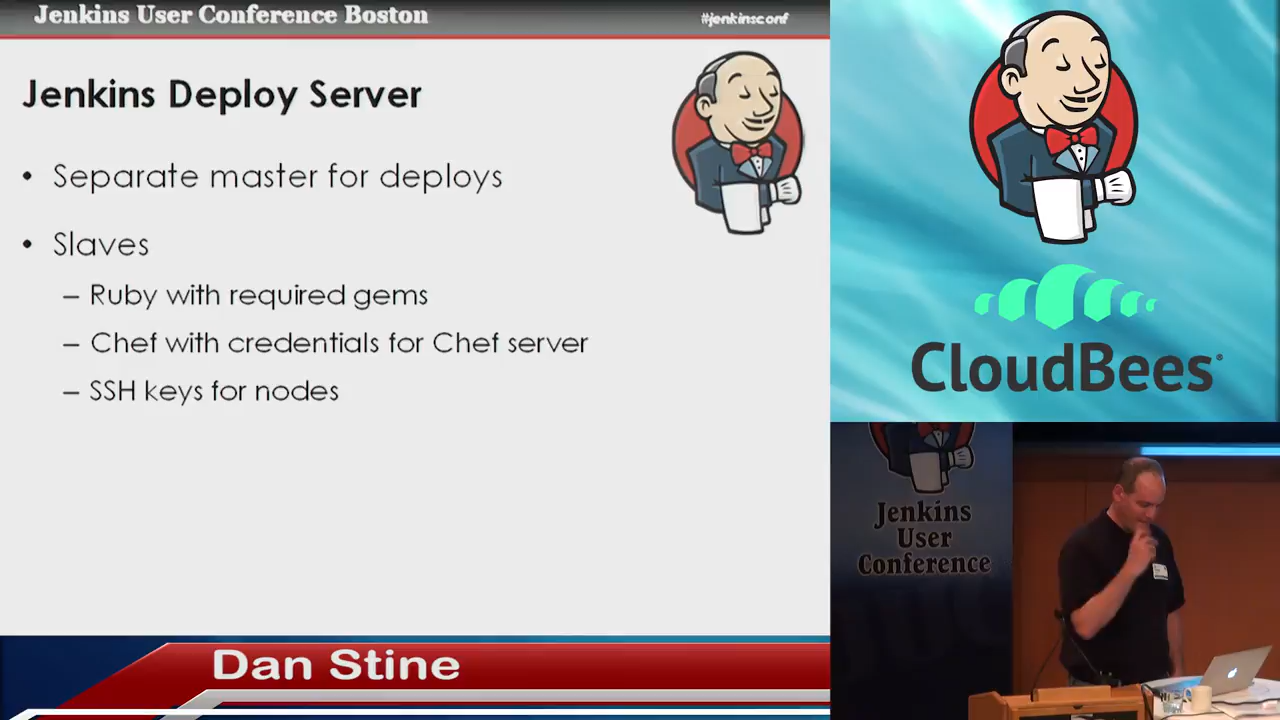 Jenkins User Conference Boston
#jenkinsconf
Jenkins Deploy Server
• Separate master for deploys
• Slaves
– Ruby with required gems
– Chef with credentials for Chef server
– SSH keys for nodes
Dan Stine
CloudBees
Jenkins
User
Conference